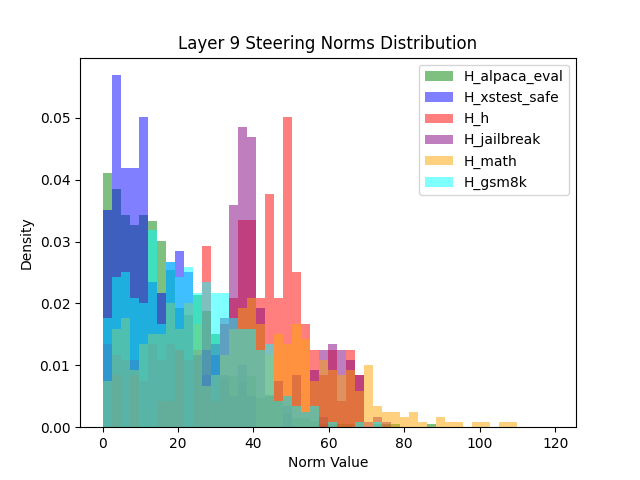 Layer 9 Steering Norms Distribution
H_alpaca_eval
H_xstest_safe
H_h
H_jailbreak
H_math
H_gsm8k
Density
0.05
0.04
0.03
0.02
0.01
0.00
0
20
40
60
80
100
120
Norm Value